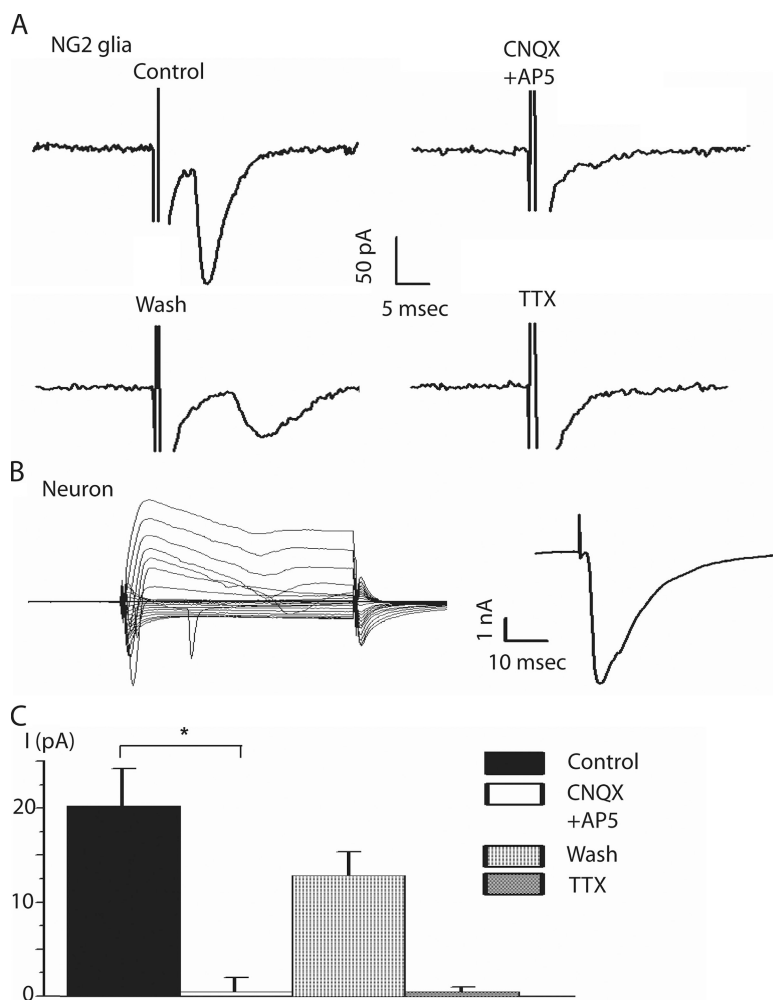 A
NG2 glia
Control
CNQX
+AP5
50 pA
5 msec
Wash
TTX
B
Neuron
1 nA
10 msec
C
I (pA)
*
20
10
0
Control
CNQX
+AP5
Wash
TTX